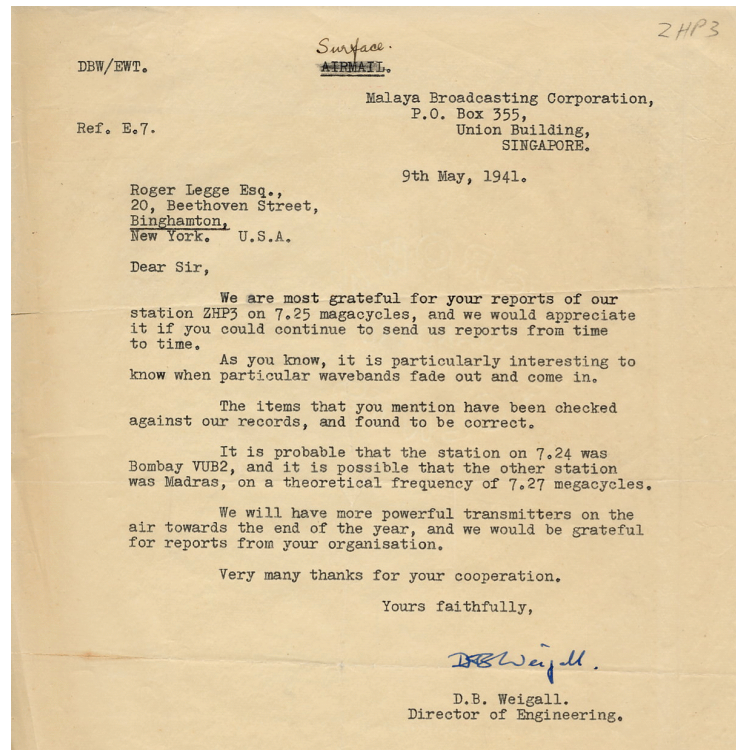 ZHP3
Surface.
DBW/EWT. AIRMAIL.
Malaya Broadcasting Corporation,
P.O. Box 355,
Ref. E.7. Union Building,
SINGAPORE.
9th May, 1941.
Roger Legge Esq.,
20, Beethoven Street,
Binghamton,
New York. U.S.A.
Dear Sir,
We are most grateful for your reports of our
station ZHP3 on 7.25 magacycles, and we would appreciate
it if you could continue to send us reports from time
to time.
As you know, it is particularly interesting to
know when particular wavebands fade out and come in.
The items that you mention have been checked
against our records, and found to be correct.
It is probable that the station on 7.24 was
Bombay VUB2, and it is possible that the other station
was Madras, on a theoretical frequency of 7.27 megacycles.
We will have more powerful transmitters on the
air towards the end of the year, and we would be grateful
for reports from your organisation.
Very many thanks for your cooperation.
Yours faithfully,
DBWeigall.
D.B. Weigall.
Director of Engineering.